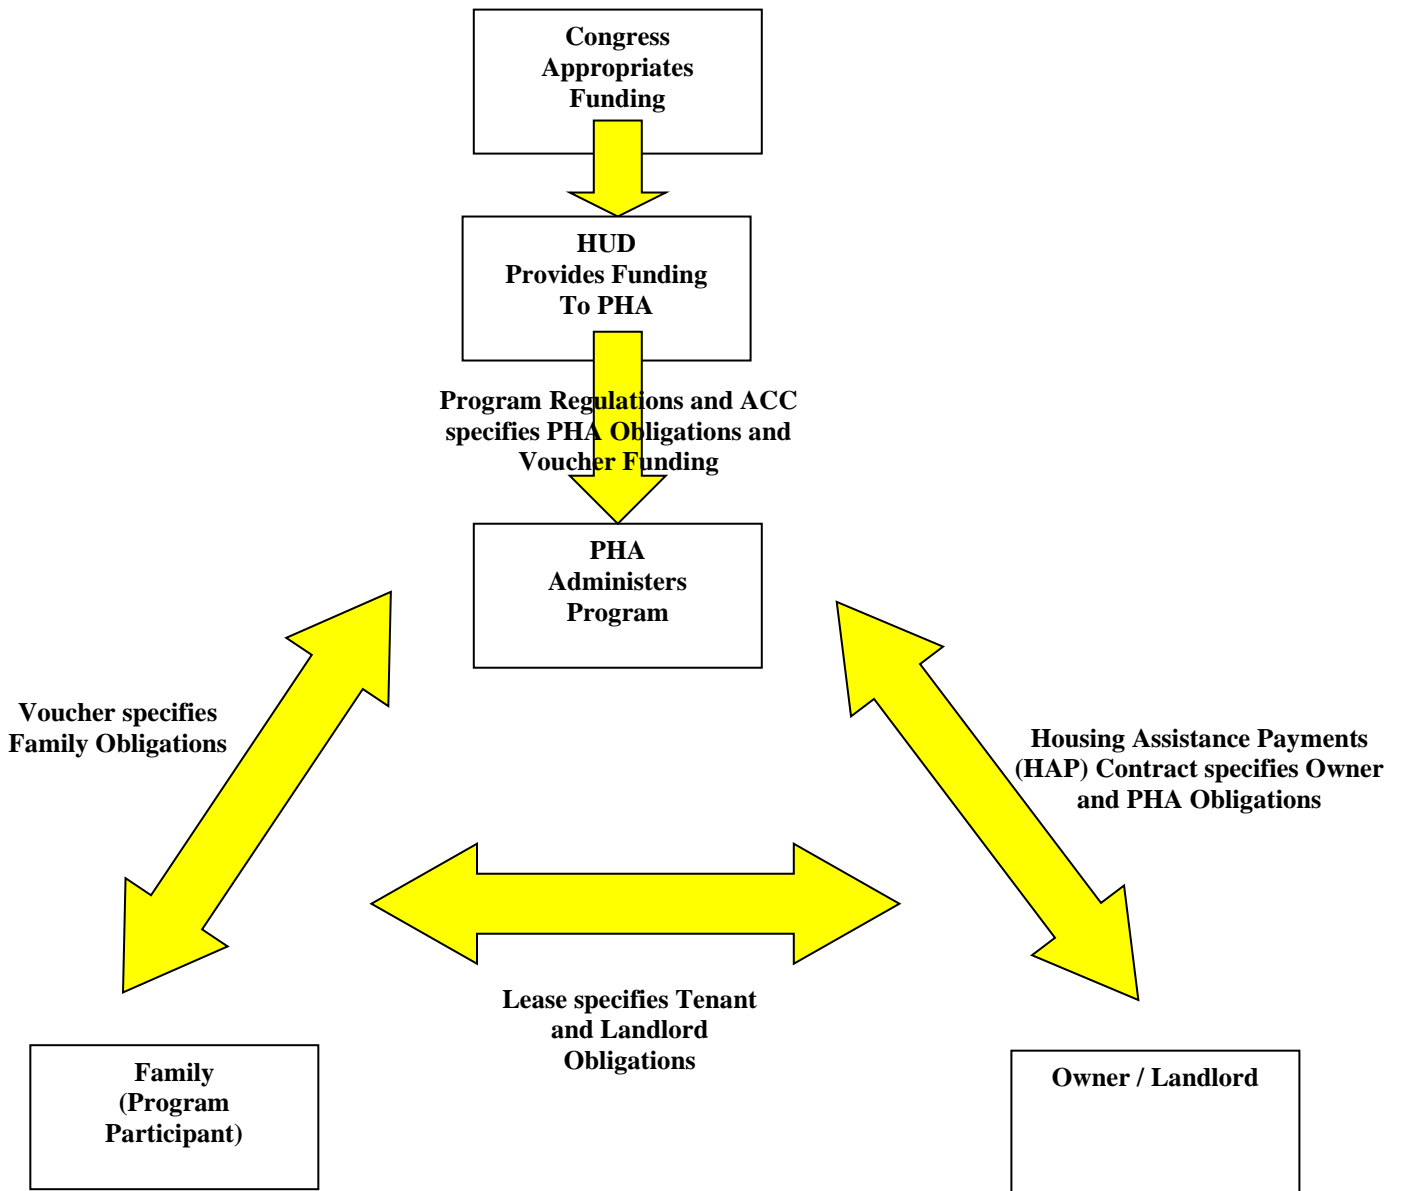 Congress
Appropriates
Funding
HUD
Provides Funding
To PHA
Program Regulations and ACC
specifies PHA Obligations and
Voucher Funding
PHA
Administers
Program
Voucher specifies
Family Obligations
Housing Assistance Payments
(HAP) Contract specifies Owner
and PHA Obligations
Lease specifies Tenant
and Landlord
Obligations
Family
(Program
Participant)
Owner / Landlord